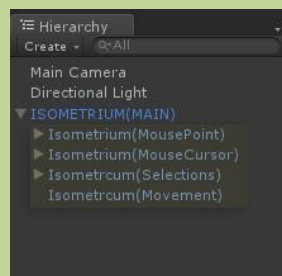 Hierarchy
Create All
Main Camera
Directional Light
ISOMETRIUM(MAIN)
Isometrium(MousePoint)
Isometrium(MouseCursor)
Isometrcum(Selections)
Isometrcum(Movement)